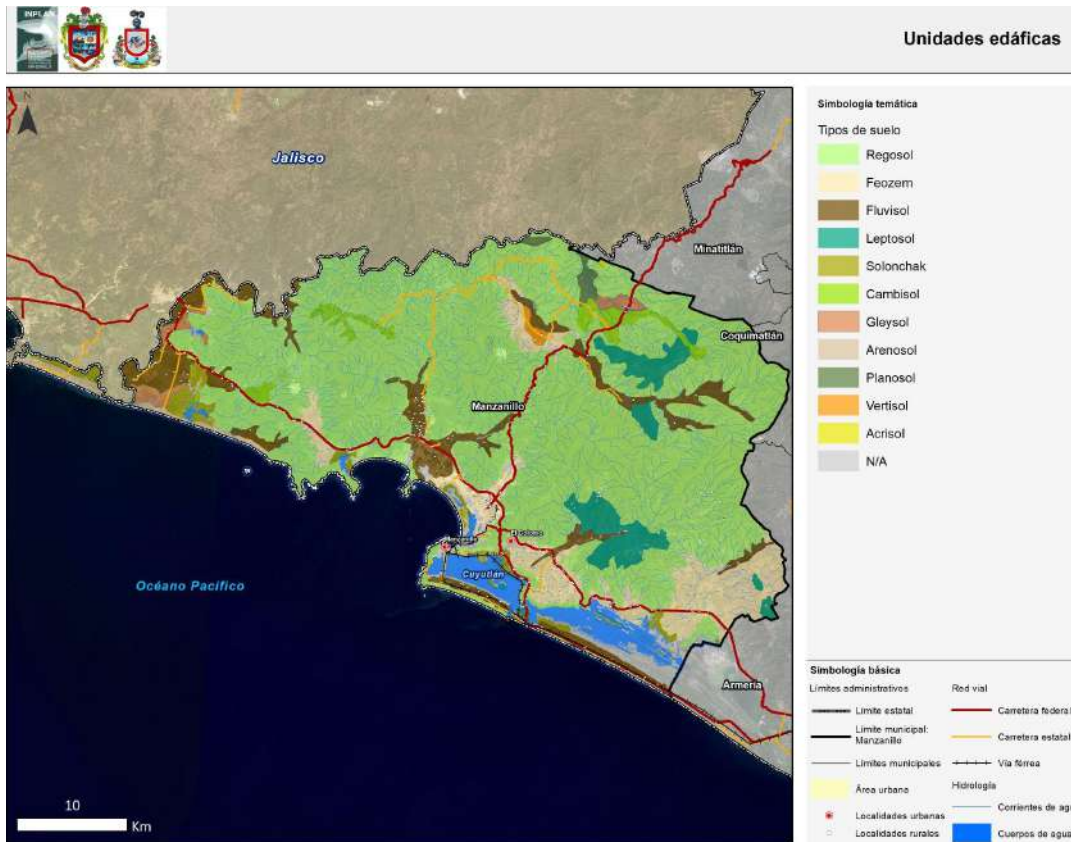 INPLAN
Unidades edáficas
N
Jalisco
Minatitlán
Coquimatlán
Manzanillo
El Colomo
Cuyutlán
Océano Pacífico
Armería
10
Km
Simbología temática
Tipos de suelo
Regosol
Feozem
Fluvisol
Leptosol
Solonchak
Cambisol
Gleysol
Arenosol
Planosol
Vertisol
Acrisol
N/A
Simbología básica
Límites administrativos
Límite estatal
Límite municipal:
Manzanillo
Límites municipales
Área urbana
Localidades urbanas
Localidades rurales
Red vial
Carretera federal
Carretera estatal
Vía férrea
Hidrología
Corrientes de agu
Cuerpos de agua